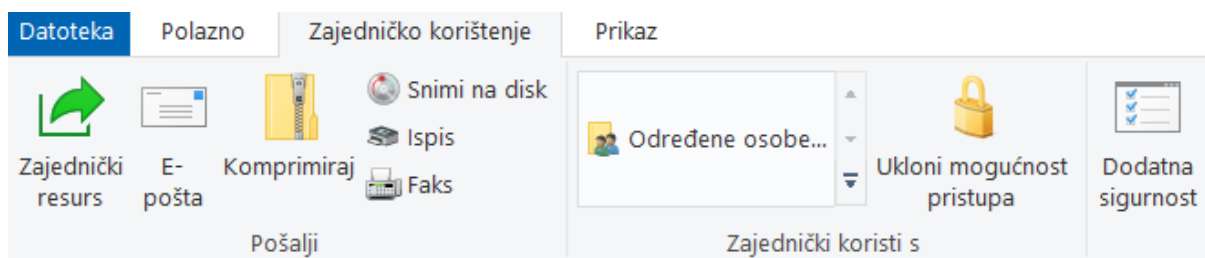 Datoteka
Polazno
Zajedničko korištenje
Prikaz
Zajednički
resurs
E-
pošta
Komprimiraj
Snimi na disk
Ispis
Faks
Pošalji
Određene osobe...
Ukloni mogućnost
pristupa
Zajednički koristi s
Dodatna
sigurnost